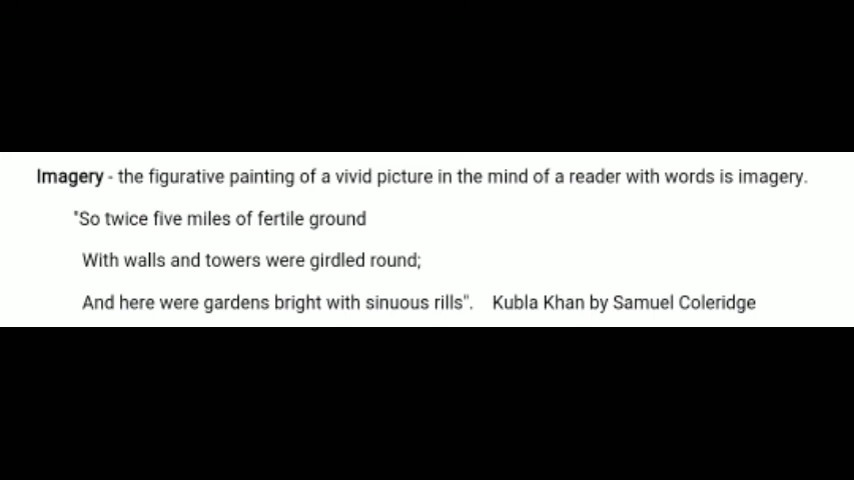 Imagery - the figurative painting of a vivid picture in the mind of a reader with words is imagery.
"So twice five miles of fertile ground
With walls and towers were girdled round;
And here were gardens bright with sinuous rills". Kubla Khan by Samuel Coleridge